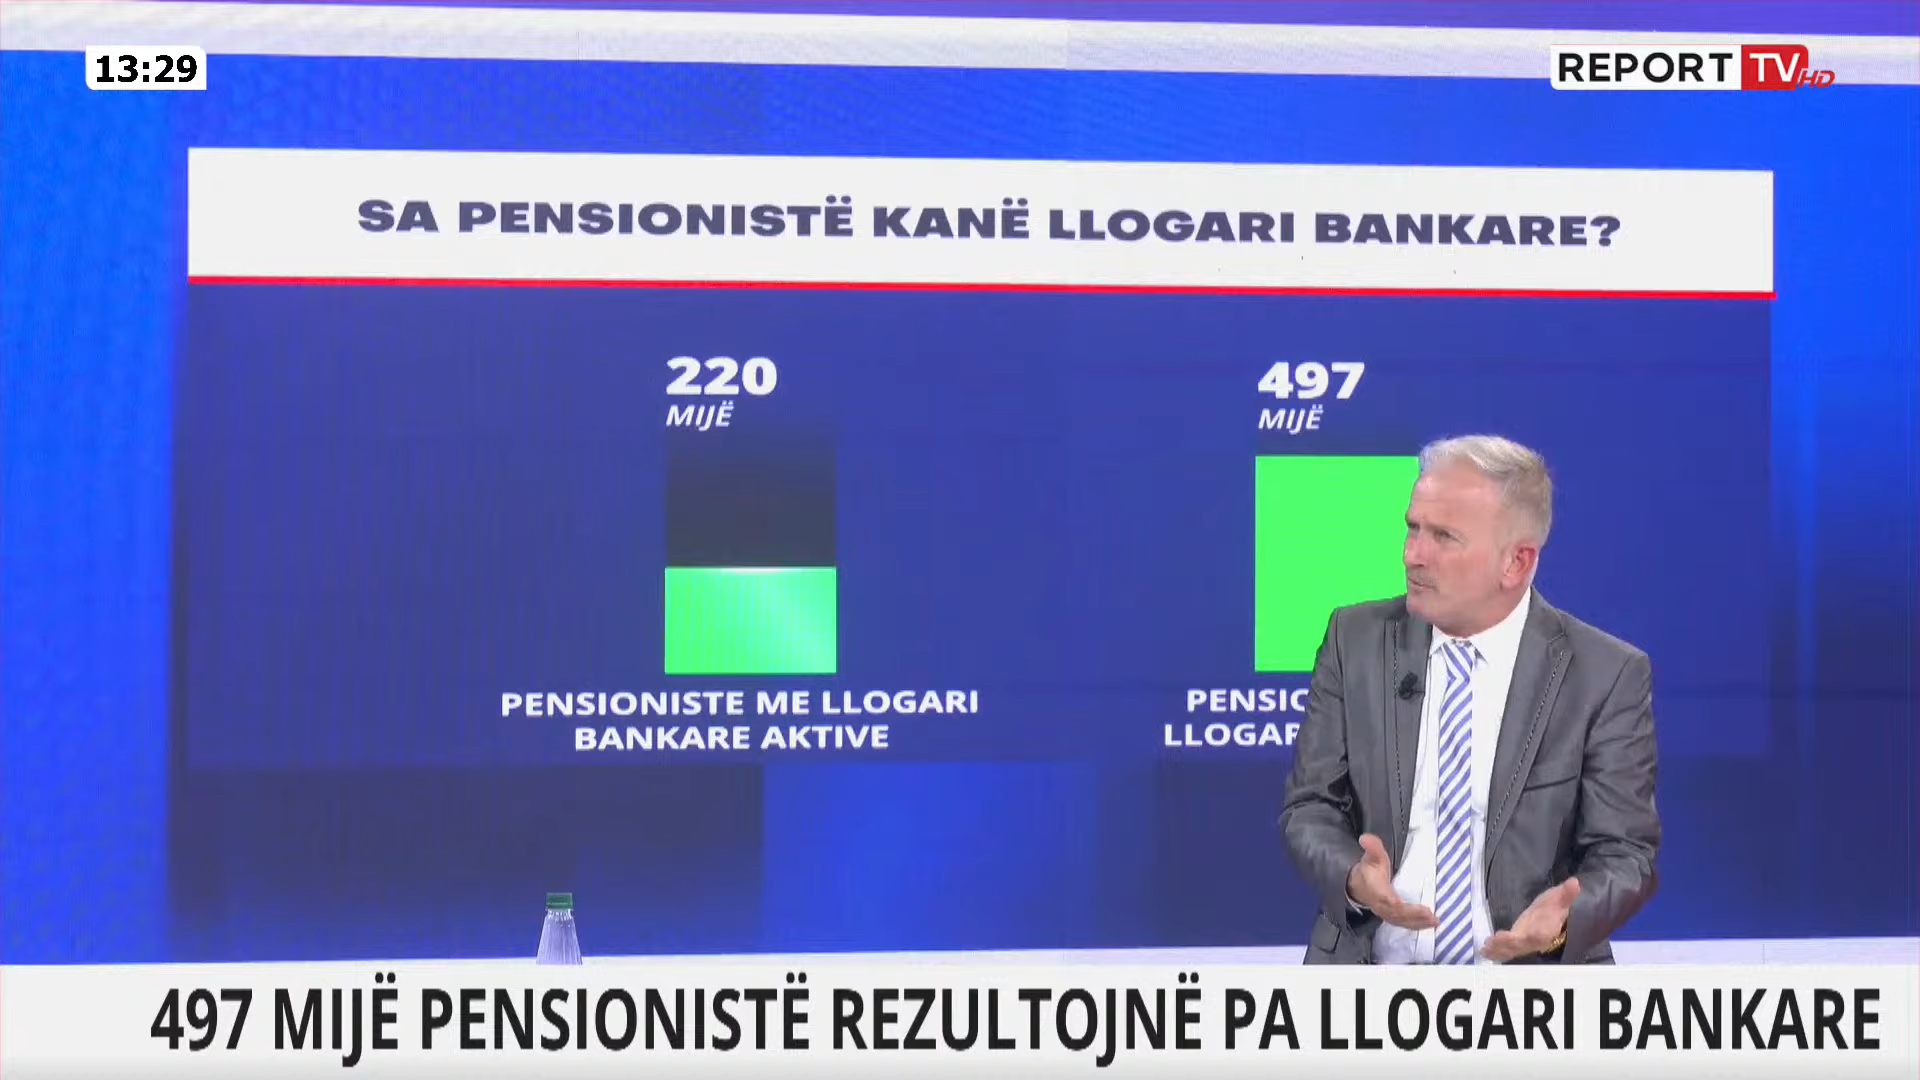 13:29
REPORT TV HD
SA PENSIONISTË KANË LLOGARI BANKARE?
220
MIJË
497
MIJË
PENSIONISTE ME LLOGARI
BANKARE AKTIVE
497 MIJË PENSIONISTË REZULTOJNË PA LLOGARI BANKARE